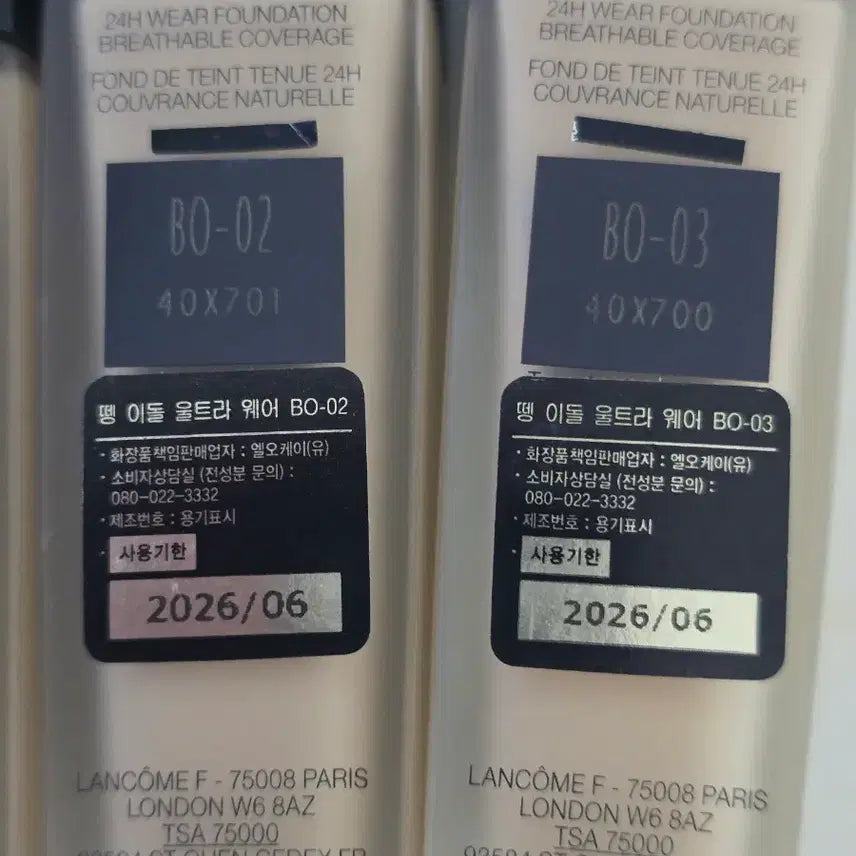 24H WEAR FOUNDATION
BREATHABLE COVERAGE
FOND DE TEINT TENUE 24H
COUVRANCE NATURELLE
BO-02
40X701
뗑 이돌 울트라 웨어 BO-02
· 화장품책임판매업자 : 엘오케이(유)
· 소비자상담실 (전성분 문의) :
080-022-3332
· 제조번호 : 용기표시
· 사용기한
2026/06
LANCÔME F - 75008 PARIS
LONDON W6 8AZ
TSA 75000
24H WEAR FOUNDATION
BREATHABLE COVERAGE
FOND DE TEINT TENUE 24H
COUVRANCE NATURELLE
BO-03
40X700
뗑 이돌 울트라 웨어 BO-03
· 화장품책임판매업자 : 엘오케이(유)
· 소비자상담실 (전성분 문의) :
080-022-3332
· 제조번호 : 용기표시
· 사용기한
2026/06
LANCÔME F - 75008 PARIS
LONDON W6 8AZ
TSA 75000